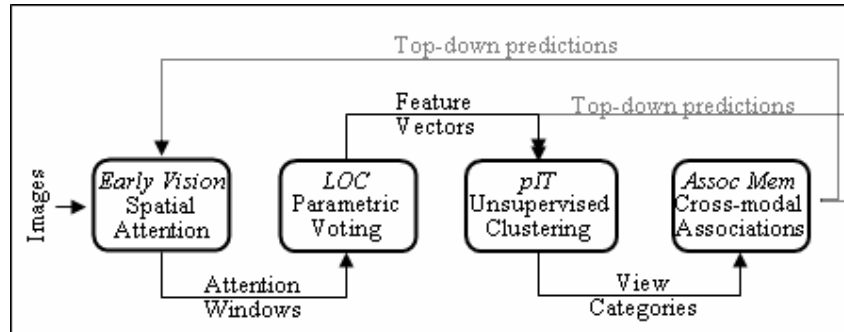 Top-down predictions
Feature
Vectors
Top-down predictions
Images
Early Vision
Spatial
Attention
LOC
Parametric
Voting
pIT
Unsupervised
Clustering
Assoc Mem
Cross-modal
Associations
Attention
Windows
View
Categories